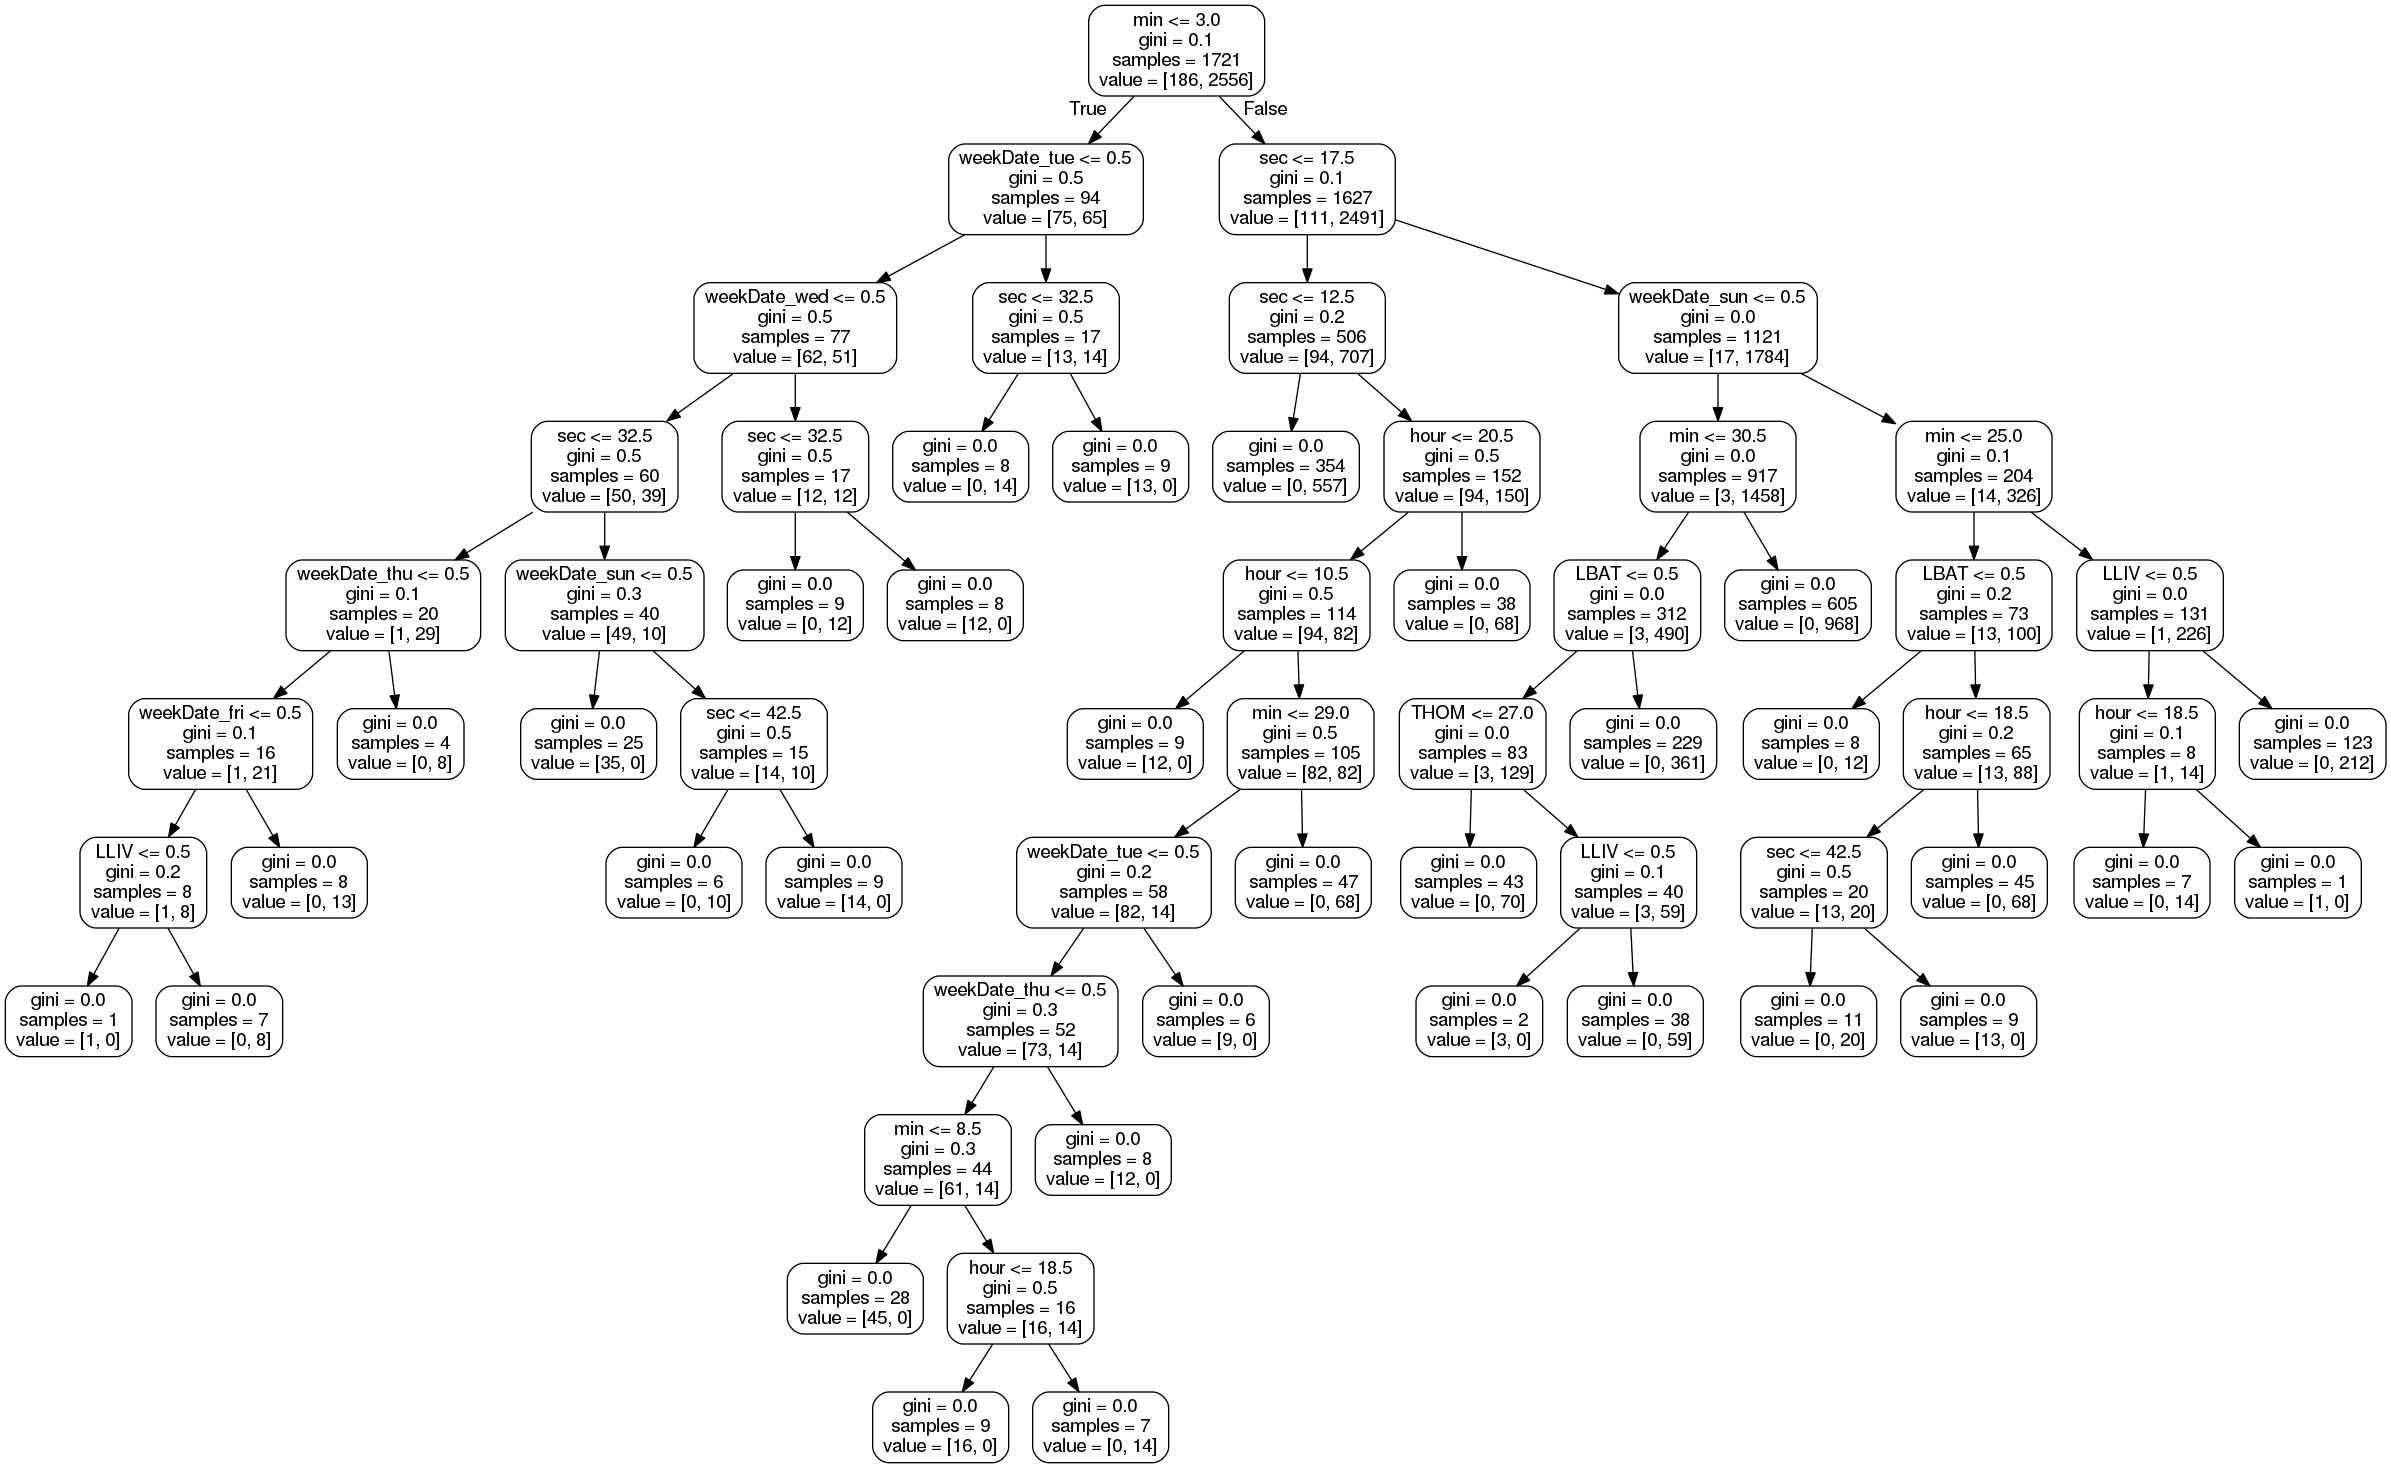 min <= 3.0
gini = 0.1
samples = 1721
value = [186, 2556]
True
False
weekDate_tue <= 0.5
gini = 0.5
samples = 94
value = [75, 65]
sec <= 17.5
gini = 0.1
samples = 1627
value = [111, 2491]
weekDate_wed <= 0.5
gini = 0.5
samples = 77
value = [62, 51]
sec <= 32.5
gini = 0.5
samples = 17
value = [13, 14]
sec <= 12.5
gini = 0.2
samples = 506
value = [94, 707]
weekDate_sun <= 0.5
gini = 0.0
samples = 1121
value = [17, 1784]
sec <= 32.5
gini = 0.5
samples = 60
value = [50, 39]
sec <= 32.5
gini = 0.5
samples = 17
value = [12, 12]
gini = 0.0
samples = 8
value = [0, 14]
gini = 0.0
samples = 9
value = [13, 0]
gini = 0.0
samples = 354
value = [0, 557]
hour <= 20.5
gini = 0.5
samples = 152
value = [94, 150]
min <= 30.5
gini = 0.0
samples = 917
value = [3, 1458]
min <= 25.0
gini = 0.1
samples = 204
value = [14, 326]
weekDate_thu <= 0.5
gini = 0.1
samples = 20
value = [1, 29]
weekDate_sun <= 0.5
gini = 0.3
samples = 40
value = [49, 10]
gini = 0.0
samples = 9
value = [0, 12]
gini = 0.0
samples = 8
value = [12, 0]
hour <= 10.5
gini = 0.5
samples = 114
value = [94, 82]
gini = 0.0
samples = 38
value = [0, 68]
LBAT <= 0.5
gini = 0.0
samples = 312
value = [3, 490]
gini = 0.0
samples = 605
value = [0, 968]
LBAT <= 0.5
gini = 0.2
samples = 73
value = [13, 100]
LLIV <= 0.5
gini = 0.0
samples = 131
value = [1, 226]
weekDate_fri <= 0.5
gini = 0.1
samples = 16
value = [1, 21]
gini = 0.0
samples = 4
value = [0, 8]
gini = 0.0
samples = 25
value = [35, 0]
sec <= 42.5
gini = 0.5
samples = 15
value = [14, 10]
gini = 0.0
samples = 9
value = [12, 0]
min <= 29.0
gini = 0.5
samples = 105
value = [82, 82]
THOM <= 27.0
gini = 0.0
samples = 83
value = [3, 129]
gini = 0.0
samples = 229
value = [0, 361]
gini = 0.0
samples = 8
value = [0, 12]
hour <= 18.5
gini = 0.2
samples = 65
value = [13, 88]
hour <= 18.5
gini = 0.1
samples = 8
value = [1, 14]
gini = 0.0
samples = 123
value = [0, 212]
LLIV <= 0.5
gini = 0.2
samples = 8
value = [1, 8]
gini = 0.0
samples = 8
value = [0, 13]
gini = 0.0
samples = 6
value = [0, 10]
gini = 0.0
samples = 9
value = [14, 0]
weekDate_tue <= 0.5
gini = 0.2
samples = 58
value = [82, 14]
gini = 0.0
samples = 47
value = [0, 68]
gini = 0.0
samples = 43
value = [0, 70]
LLIV <= 0.5
gini = 0.1
samples = 40
value = [3, 59]
sec <= 42.5
gini = 0.5
samples = 20
value = [13, 20]
gini = 0.0
samples = 45
value = [0, 68]
gini = 0.0
samples = 7
value = [0, 14]
gini = 0.0
samples = 1
value = [1, 0]
gini = 0.0
samples = 1
value = [1, 0]
gini = 0.0
samples = 7
value = [0, 8]
weekDate_thu <= 0.5
gini = 0.3
samples = 52
value = [73, 14]
gini = 0.0
samples = 6
value = [9, 0]
gini = 0.0
samples = 2
value = [3, 0]
gini = 0.0
samples = 38
value = [0, 59]
gini = 0.0
samples = 11
value = [0, 20]
gini = 0.0
samples = 9
value = [13, 0]
min <= 8.5
gini = 0.3
samples = 44
value = [61, 14]
gini = 0.0
samples = 8
value = [12, 0]
gini = 0.0
samples = 28
value = [45, 0]
hour <= 18.5
gini = 0.5
samples = 16
value = [16, 14]
gini = 0.0
samples = 9
value = [16, 0]
gini = 0.0
samples = 7
value = [0, 14]